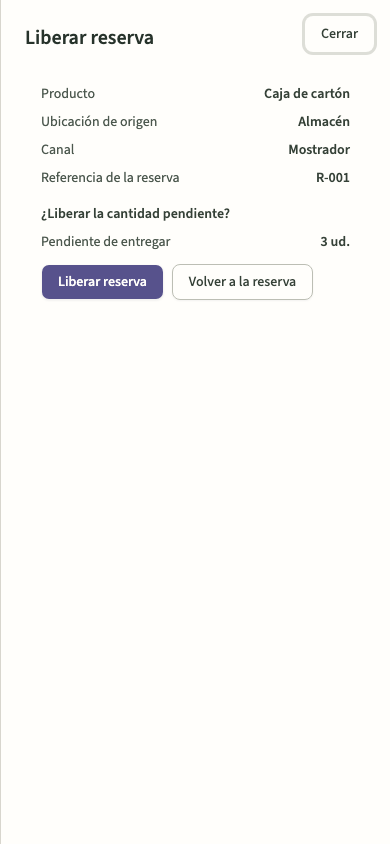 Liberar reserva
Cerrar
Producto Caja de cartón
Ubicación de origen Almacén
Canal Mostrador
Referencia de la reserva R-001
¿Liberar la cantidad pendiente?
Pendiente de entregar 3 ud.
Liberar reserva Volver a la reserva